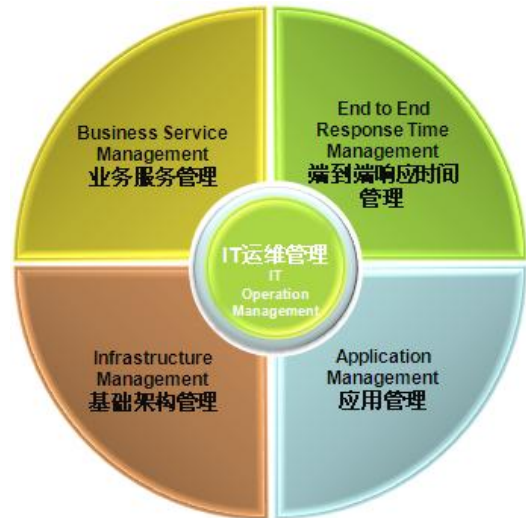 Business Service
Management
业务服务管理
End to End
Response Time
Management
端到端响应时间
管理
IT运维管理
IT
Operation
Management
Infrastructure
Management
基础架构管理
Application
Management
应用管理